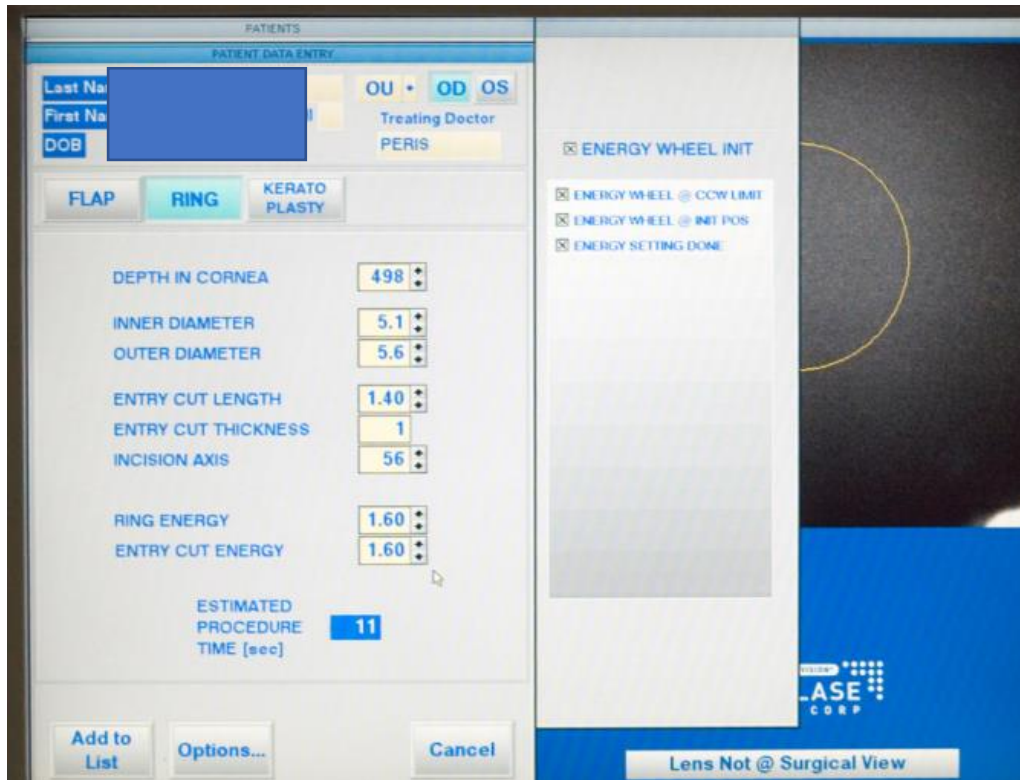 PATIENTS
PATIENT DATA ENTRY
Last Na
OU OD OS
First Na
Treating Doctor
DOB
PERIS
FLAP RING KERATO PLASTY
DEPTH IN CORNEA 498
INNER DIAMETER 5.1
OUTER DIAMETER 5.6
ENTRY CUT LENGTH 1.40
ENTRY CUT THICKNESS 1
INCISION AXIS 56
RING ENERGY 1.60
ENTRY CUT ENERGY 1.60
ESTIMATED
PROCEDURE 11
TIME [sec]
Add to
List
Options...
Cancel
ENERGY WHEEL INIT
ENERGY WHEEL @ CCW LIMIT
ENERGY WHEEL @ INIT POS
ENERGY SETTING DONE
LASE
CORP
Lens Not @ Surgical View